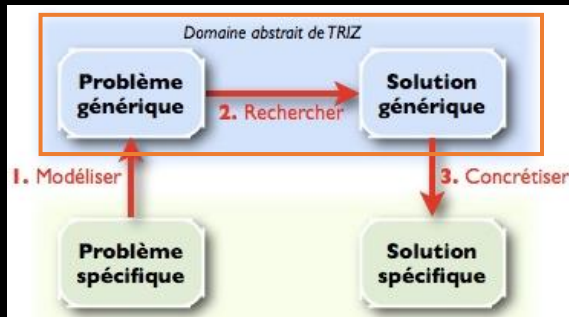 Domaine abstrait de TRIZ
Problème
générique
2. Rechercher
Solution
générique
1. Modéliser
3. Concrétiser
Problème
spécifique
Solution
spécifique